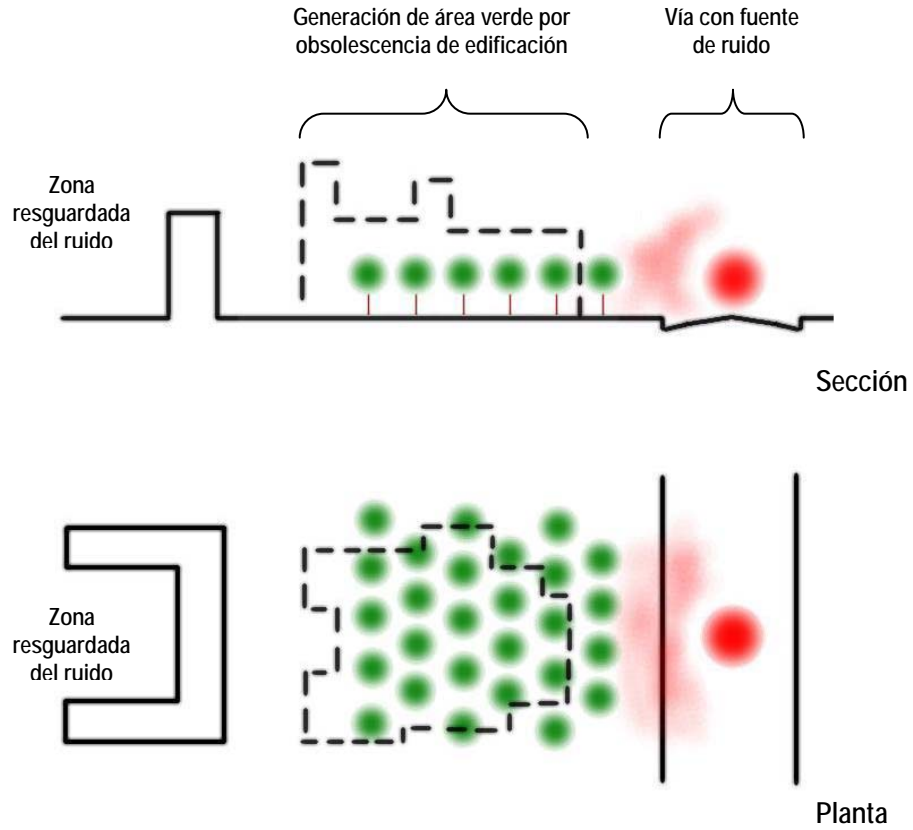 Generación de área verde por
obsolescencia de edificación
Vía con fuente
de ruido
Zona
resguardada
del ruido
Sección
Zona
resguardada
del ruido
Planta